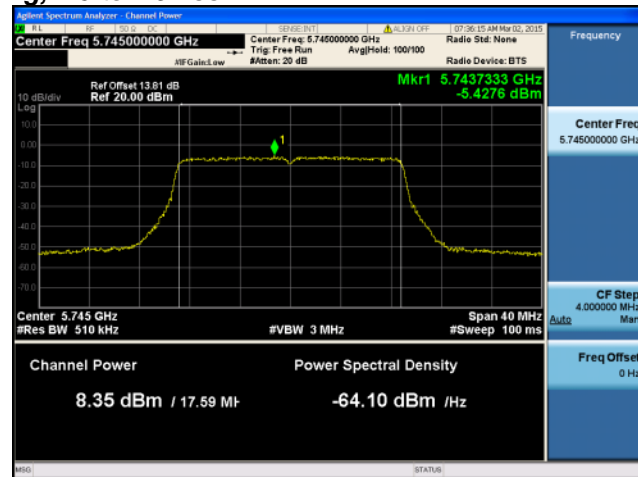 Agilent Spectrum Analyzer - Channel Power
RL RF 50 Ω DC SENSE:INT ALIGN OFF 07:36:15 AM Mar 02, 2015
Center Freq 5.745000000 GHz Center Freq: 5.745000000 GHz Radio Std: None Frequency
Trig: Free Run Avg|Hold: 100/100
#IFGain:Low #Atten: 20 dB Radio Device: BTS
Mkr1 5.7437333 GHz
Ref Offset 13.81 dB
10 dB/div Ref 20.00 dBm -5.4276 dBm
Log
10.0
1
0.00
Center Freq
5.745000000 GHz
-20.0
-30.0
-40.0
-50.0
-60.0
-70.0
Center 5.745 GHz Span 40 MHz
#Res BW 510 kHz #VBW 3 MHz #Sweep 100 ms
CF Step
4.000000 MHz
Auto Man
Channel Power Power Spectral Density
8.35 dBm / 17.59 MH -64.10 dBm /Hz
Freq Offset
0 Hz
MSG STATUS